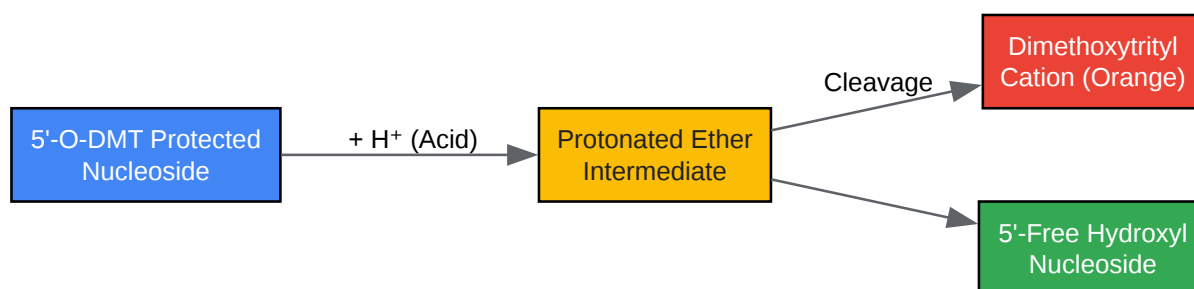 5'-O-DMT Protected
Nucleoside
+ H⁺ (Acid)
Protonated Ether
Intermediate
Cleavage
Dimethoxytrityl
Cation (Orange)
5'-Free Hydroxyl
Nucleoside